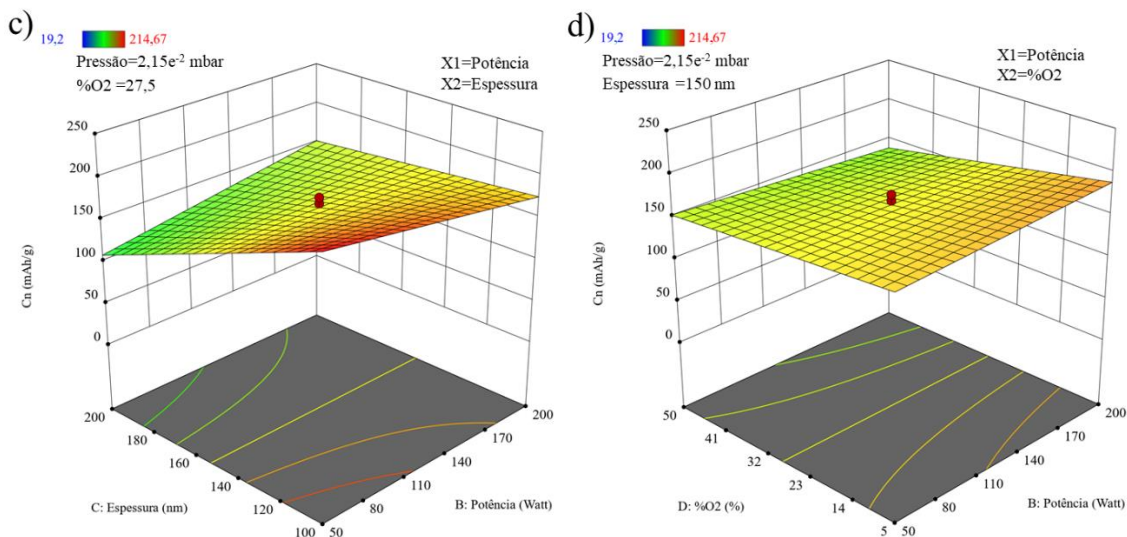 c)
19,2 214,67
Pressão=2,15e-² mbar
%O2 =27,5
X1=Potência
X2=Espessura
250
200
150
100
50
0
Cn (mAh/g)
200
180
160
140
120
100
C: Espessura (nm)
50
80
110
140
170
200
B: Potência (Watt)
d)
19,2 214,67
Pressão=2,15e-² mbar
Espessura =150 nm
X1=Potência
X2=%O2
250
200
150
100
50
0
Cn (mAh/g)
50
41
32
23
14
5
D: %O2 (%)
50
80
110
140
170
200
B: Potência (Watt)